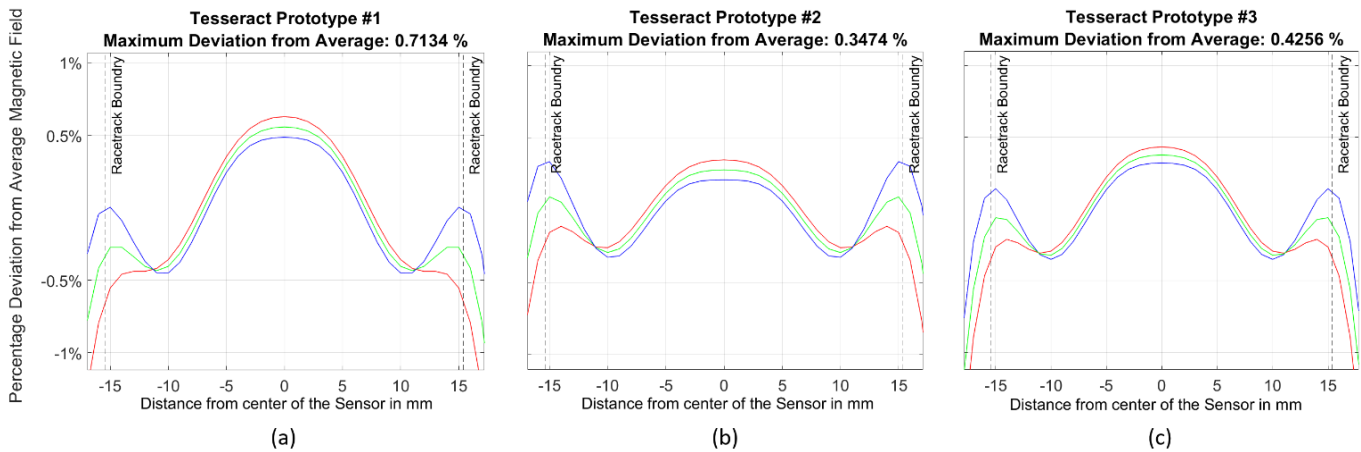 Tesseract Prototype #1
Maximum Deviation from Average: 0.7134 %
Percentage Deviation from Average Magnetic Field
1%
0.5%
-0.5%
-1%
Racetrack Boundry
Racetrack Boundry
-15 -10 -5 0 5 10 15
Distance from center of the Sensor in mm
(a)
Tesseract Prototype #2
Maximum Deviation from Average: 0.3474 %
Racetrack Boundry
Racetrack Boundry
-15 -10 -5 0 5 10 15
Distance from center of the Sensor in mm
(b)
Tesseract Prototype #3
Maximum Deviation from Average: 0.4256 %
Racetrack Boundry
Racetrack Boundry
-15 -10 -5 0 5 10 15
Distance from center of the Sensor in mm
(c)